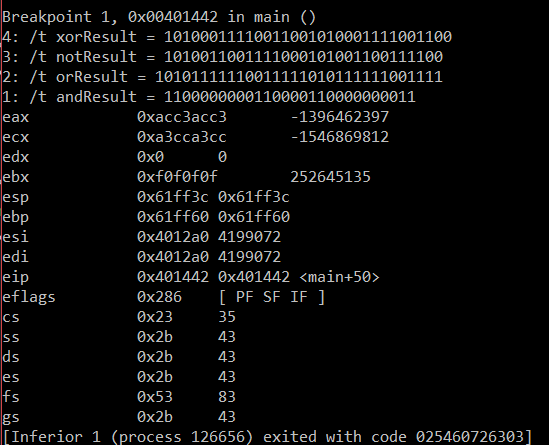 Breakpoint 1, 0x00401442 in main ()
4: /t xorResult = 10100011110011001010001111001100
3: /t notResult = 1010011001111000101001100111100
2: /t orResult = 10101111110011111010111111001111
1: /t andResult = 1100000000110000110000000011
eax 0xacc3acc3 -1396462397
ecx 0xa3cca3cc -1546869812
edx 0x0 0
ebx 0xf0f0f0f 252645135
esp 0x61ff3c 0x61ff3c
ebp 0x61ff60 0x61ff60
esi 0x4012a0 4199072
edi 0x4012a0 4199072
eip 0x401442 0x401442 <main+50>
eflags 0x286 [ PF SF IF ]
cs 0x23 35
ss 0x2b 43
ds 0x2b 43
es 0x2b 43
fs 0x53 83
gs 0x2b 43
[Inferior 1 (process 126656) exited with code 025460726303]